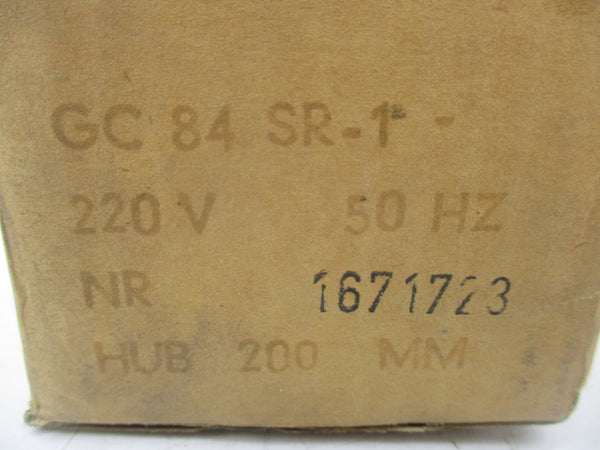 GC 84 SR-1 -
220 V 50 HZ
NR 1671723
HUB 200 MM